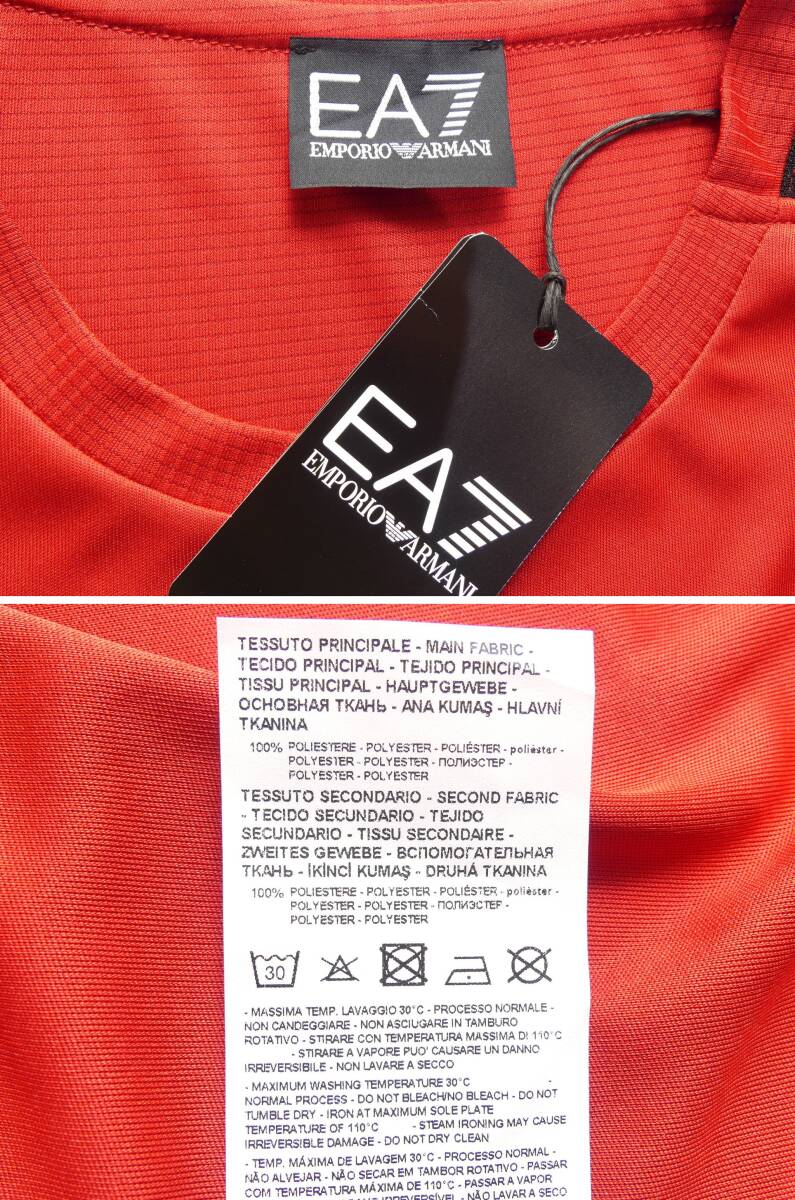 EA7
EMPORIO ARMANI
EA7
EMPORIO ARMANI
TESSUTO PRINCIPALE - MAIN FABRIC -
TECIDO PRINCIPAL - TEJIDO PRINCIPAL -
TISSU PRINCIPAL - HAUPTGEWEBE -
ОСНОВНАЯ ТКАНЬ - ANA KUMAŞ - HLAVNÍ
TKANINA
100% POLIESTERE - POLYESTER - POLIÉSTER - poliéster -
POLYESTER - POLYESTER - ПОЛИЭСТЕР -
POLYESTER - POLYESTER
TESSUTO SECONDARIO - SECOND FABRIC
- TECIDO SECUNDARIO - TEJIDO
SECUNDARIO - TISSU SECONDAIRE -
ZWEITES GEWEBE - ВСПОМОГАТЕЛЬНАЯ
ТКАНЬ - İKİNCİ KUMAŞ - DRUHÁ TKANINA
100% POLIESTERE - POLYESTER - POLIÉSTER - poliéster -
POLYESTER - POLYESTER - ПОЛИЭСТЕР -
POLYESTER - POLYESTER
30
- MASSIMA TEMP. LAVAGGIO 30°C - PROCESSO NORMALE -
NON CANDEGGIARE - NON ASCIUGARE IN TAMBURO
ROTATIVO - STIRARE CON TEMPERATURA MASSIMA DI 110°C
- STIRARE A VAPORE PUO' CAUSARE UN DANNO
IRREVERSIBILE - NON LAVARE A SECCO
- MAXIMUM WASHING TEMPERATURE 30°C -
NORMAL PROCESS - DO NOT BLEACH/NO BLEACH - DO NOT
TUMBLE DRY - IRON AT MAXIMUM SOLE PLATE
TEMPERATURE OF 110°C - STEAM IRONING MAY CAUSE
IRREVERSIBLE DAMAGE - DO NOT DRY CLEAN
- TEMP. MÁXIMA DE LAVAGEM 30°C - PROCESSO NORMAL -
NÃO ALVEJAR - NÃO SECAR EM TAMBOR ROTATIVO - PASSAR
COM TEMPERATURA MÁXIMA DE 110°C - PASSAR A VAPOR
IRREVERSÍVEL - NÃO LAVAR A SECO